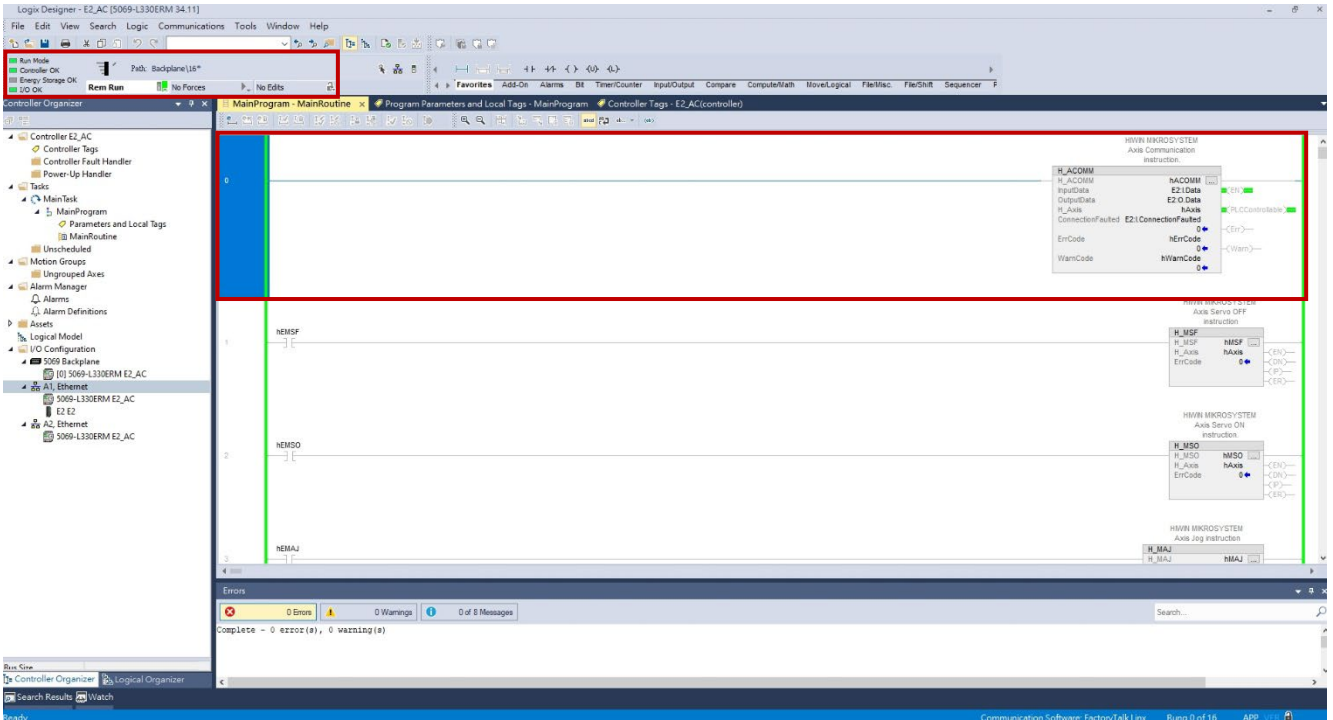 Logix Designer - E2_AC [5069-L330ERM 34.11]
File Edit View Search Logic Communications Tools Window Help
Run Mode
Controller OK
Energy Storage OK
I/O OK
Path: Backplane\16*
Rem Run
No Forces
No Edits
Favorites Add-On Alarms Bit Timer/Counter Input/Output Compare Compute/Math Move/Logical File/Misc. File/Shift Sequencer
Controller Organizer
MainProgram - MainRoutine
Program Parameters and Local Tags - MainProgram
Controller Tags - E2_AC(controller)
Controller E2_AC
Controller Tags
Controller Fault Handler
Power-Up Handler
Tasks
MainTask
MainProgram
Parameters and Local Tags
MainRoutine
Unscheduled
Motion Groups
Ungrouped Axes
Alarm Manager
Alarms
Alarm Definitions
Assets
Logical Model
I/O Configuration
5069 Backplane
[0] 5069-L330ERM E2_AC
A1, Ethernet
5069-L330ERM E2_AC
E2 E2
A2, Ethernet
5069-L330ERM E2_AC
0
HIWIN MIKROSYSTEM
Axis Communication
instruction.
H_ACOMM
H_ACOMM hACOMM ...
InputData E2:I.Data
OutputData E2:O.Data
H_Axis hAxis
ConnectionFaulted E2:I.ConnectionFaulted
0
ErrCode hErrCode
0
WarnCode hWarnCode
0
(EN)
(PLCControllable)
(Err)
(Warn)
1
hEMSF
HIWIN MIKROSYSTEM
Axis Servo OFF
instruction
H_MSF
H_MSF hMSF ...
H_Axis hAxis
ErrCode 0
(EN)
(DN)
(IP)
(ER)
2
hEMSO
HIWIN MIKROSYSTEM
Axis Servo ON
instruction.
H_MSO
H_MSO hMSO ...
H_Axis hAxis
ErrCode 0
(EN)
(DN)
(IP)
(ER)
3
hEMAJ
HIWIN MIKROSYSTEM
Axis Jog instruction
H_MAJ
H_MAJ hMAJ ...
Errors
0 Errors
0 Warnings
0 of 8 Messages
Search...
Complete - 0 error(s), 0 warning(s)
Bus Size
Controller Organizer
Logical Organizer
Search Results
Watch
Ready
Communication Software: FactoryTalk Linx
Rung 0 of 16
APP
VER